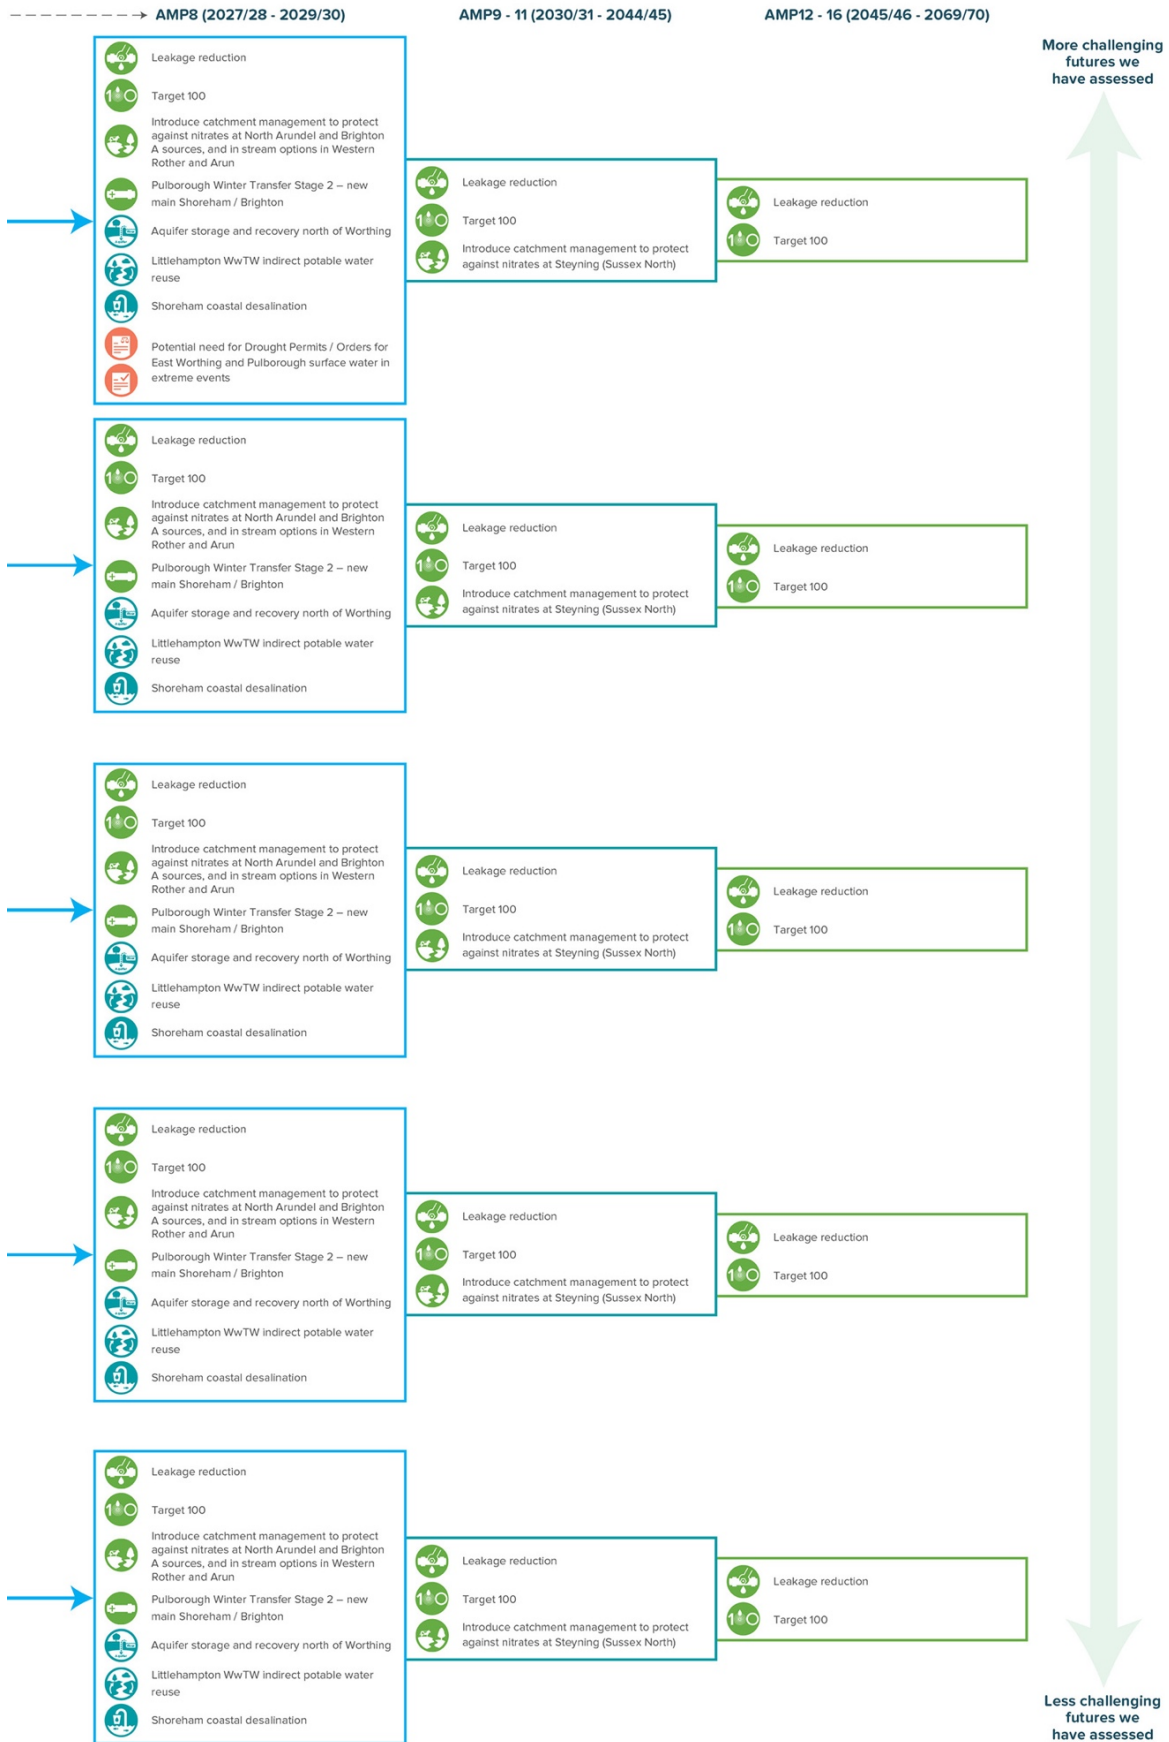 AMP8 (2027/28 - 2029/30)
AMP9 - 11 (2030/31 - 2044/45)
AMP12 - 16 (2045/46 - 2069/70)
More challenging
futures we
have assessed
Leakage reduction
Target 100
Introduce catchment management to protect
against nitrates at North Arundel and Brighton
A sources, and in stream options in Western
Rother and Arun
Pulborough Winter Transfer Stage 2 – new
main Shoreham / Brighton
Aquifer storage and recovery north of Worthing
Littlehampton WwTW indirect potable water
reuse
Shoreham coastal desalination
Potential need for Drought Permits / Orders for
East Worthing and Pulborough surface water in
extreme events
Leakage reduction
Target 100
Introduce catchment management to protect
against nitrates at Steyning (Sussex North)
Leakage reduction
Target 100
Leakage reduction
Target 100
Introduce catchment management to protect
against nitrates at North Arundel and Brighton
A sources, and in stream options in Western
Rother and Arun
Pulborough Winter Transfer Stage 2 – new
main Shoreham / Brighton
Aquifer storage and recovery north of Worthing
Littlehampton WwTW indirect potable water
reuse
Shoreham coastal desalination
Leakage reduction
Target 100
Introduce catchment management to protect
against nitrates at Steyning (Sussex North)
Leakage reduction
Target 100
Leakage reduction
Target 100
Introduce catchment management to protect
against nitrates at North Arundel and Brighton
A sources, and in stream options in Western
Rother and Arun
Pulborough Winter Transfer Stage 2 – new
main Shoreham / Brighton
Aquifer storage and recovery north of Worthing
Littlehampton WwTW indirect potable water
reuse
Shoreham coastal desalination
Leakage reduction
Target 100
Introduce catchment management to protect
against nitrates at Steyning (Sussex North)
Leakage reduction
Target 100
Leakage reduction
Target 100
Introduce catchment management to protect
against nitrates at North Arundel and Brighton
A sources, and in stream options in Western
Rother and Arun
Pulborough Winter Transfer Stage 2 – new
main Shoreham / Brighton
Aquifer storage and recovery north of Worthing
Littlehampton WwTW indirect potable water
reuse
Shoreham coastal desalination
Leakage reduction
Target 100
Introduce catchment management to protect
against nitrates at Steyning (Sussex North)
Leakage reduction
Target 100
Leakage reduction
Target 100
Introduce catchment management to protect
against nitrates at North Arundel and Brighton
A sources, and in stream options in Western
Rother and Arun
Pulborough Winter Transfer Stage 2 – new
main Shoreham / Brighton
Aquifer storage and recovery north of Worthing
Littlehampton WwTW indirect potable water
reuse
Shoreham coastal desalination
Leakage reduction
Target 100
Introduce catchment management to protect
against nitrates at Steyning (Sussex North)
Leakage reduction
Target 100
Less challenging
futures we
have assessed